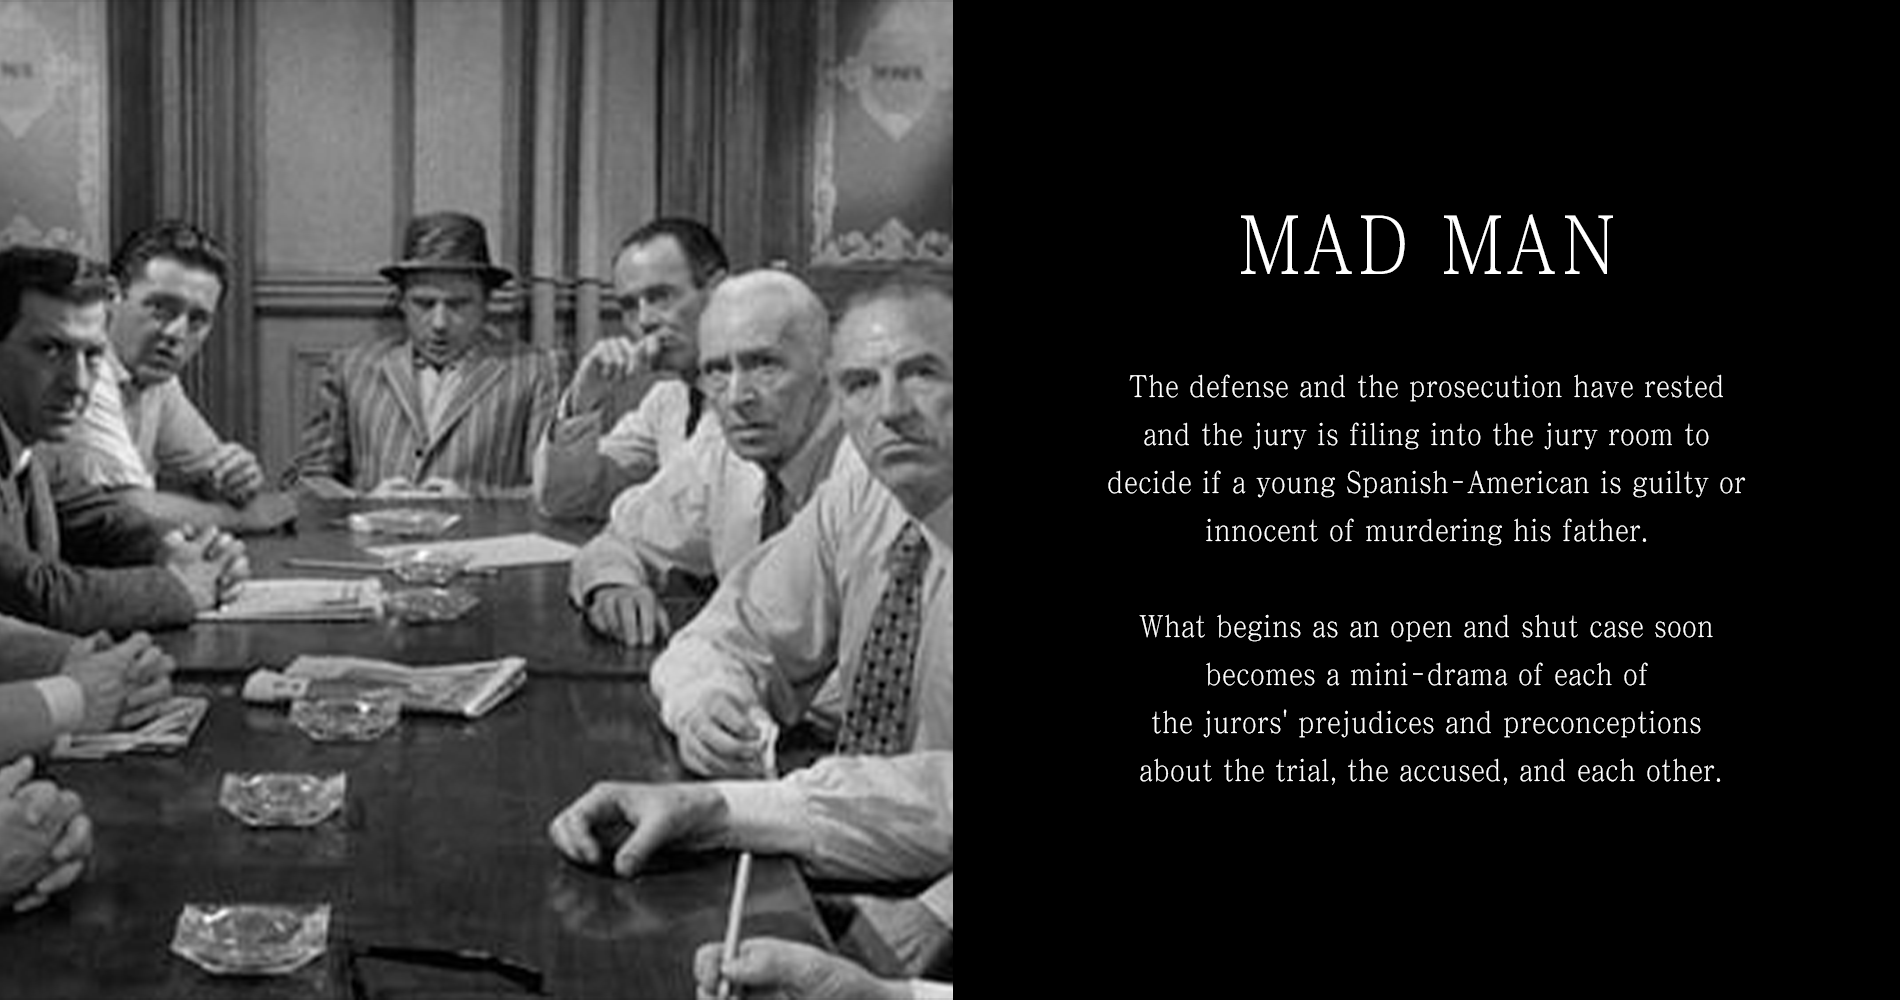 MAD MAN
The defense and the prosecution have rested
and the jury is filing into the jury room to
decide if a young Spanish-American is guilty or
innocent of murdering his father.
What begins as an open and shut case soon
becomes a mini-drama of each of
the jurors' prejudices and preconceptions
about the trial, the accused, and each other.